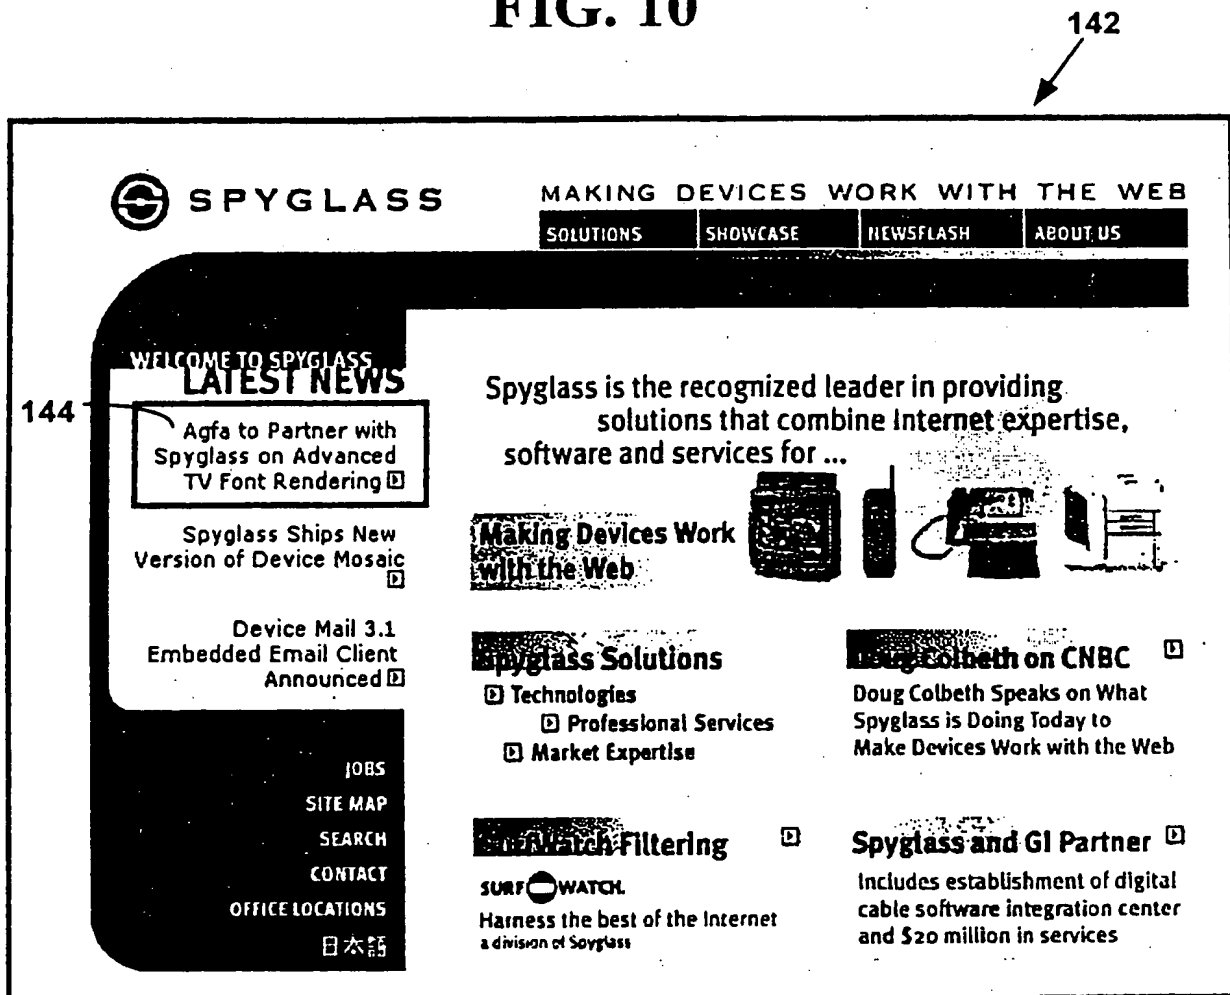 FIG. 10
142
SPYGLASS
MAKING DEVICES WORK WITH THE WEB
SOLUTIONS
SHOWCASE
NEWSFLASH
ABOUT US
WELCOME TO SPYGLASS
LATEST NEWS
144
Agfa to Partner with
Spyglass on Advanced
TV Font Rendering
Spyglass Ships New
Version of Device Mosaic
Device Mail 3.1
Embedded Email Client
Announced
JOBS
SITE MAP
SEARCH
CONTACT
OFFICE LOCATIONS
日本語
Spyglass is the recognized leader in providing
solutions that combine Internet expertise,
software and services for ...
Making Devices Work
with the Web
Spyglass Solutions
Technologies
Professional Services
Market Expertise
Doug Colbeth on CNBC
Doug Colbeth Speaks on What
Spyglass is Doing Today to
Make Devices Work with the Web
SurfWatch Filtering
SURF WATCH.
Harness the best of the Internet
a division of Spyglass
Spyglass and GI Partner
Includes establishment of digital
cable software integration center
and $20 million in services